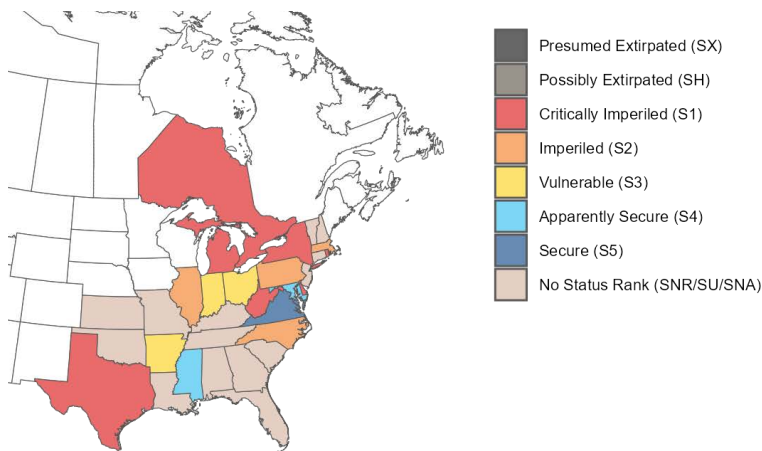 Presumed Extirpated (SX)
Possibly Extirpated (SH)
Critically Imperiled (S1)
Imperiled (S2)
Vulnerable (S3)
Apparently Secure (S4)
Secure (S5)
No Status Rank (SNR/SU/SNA)